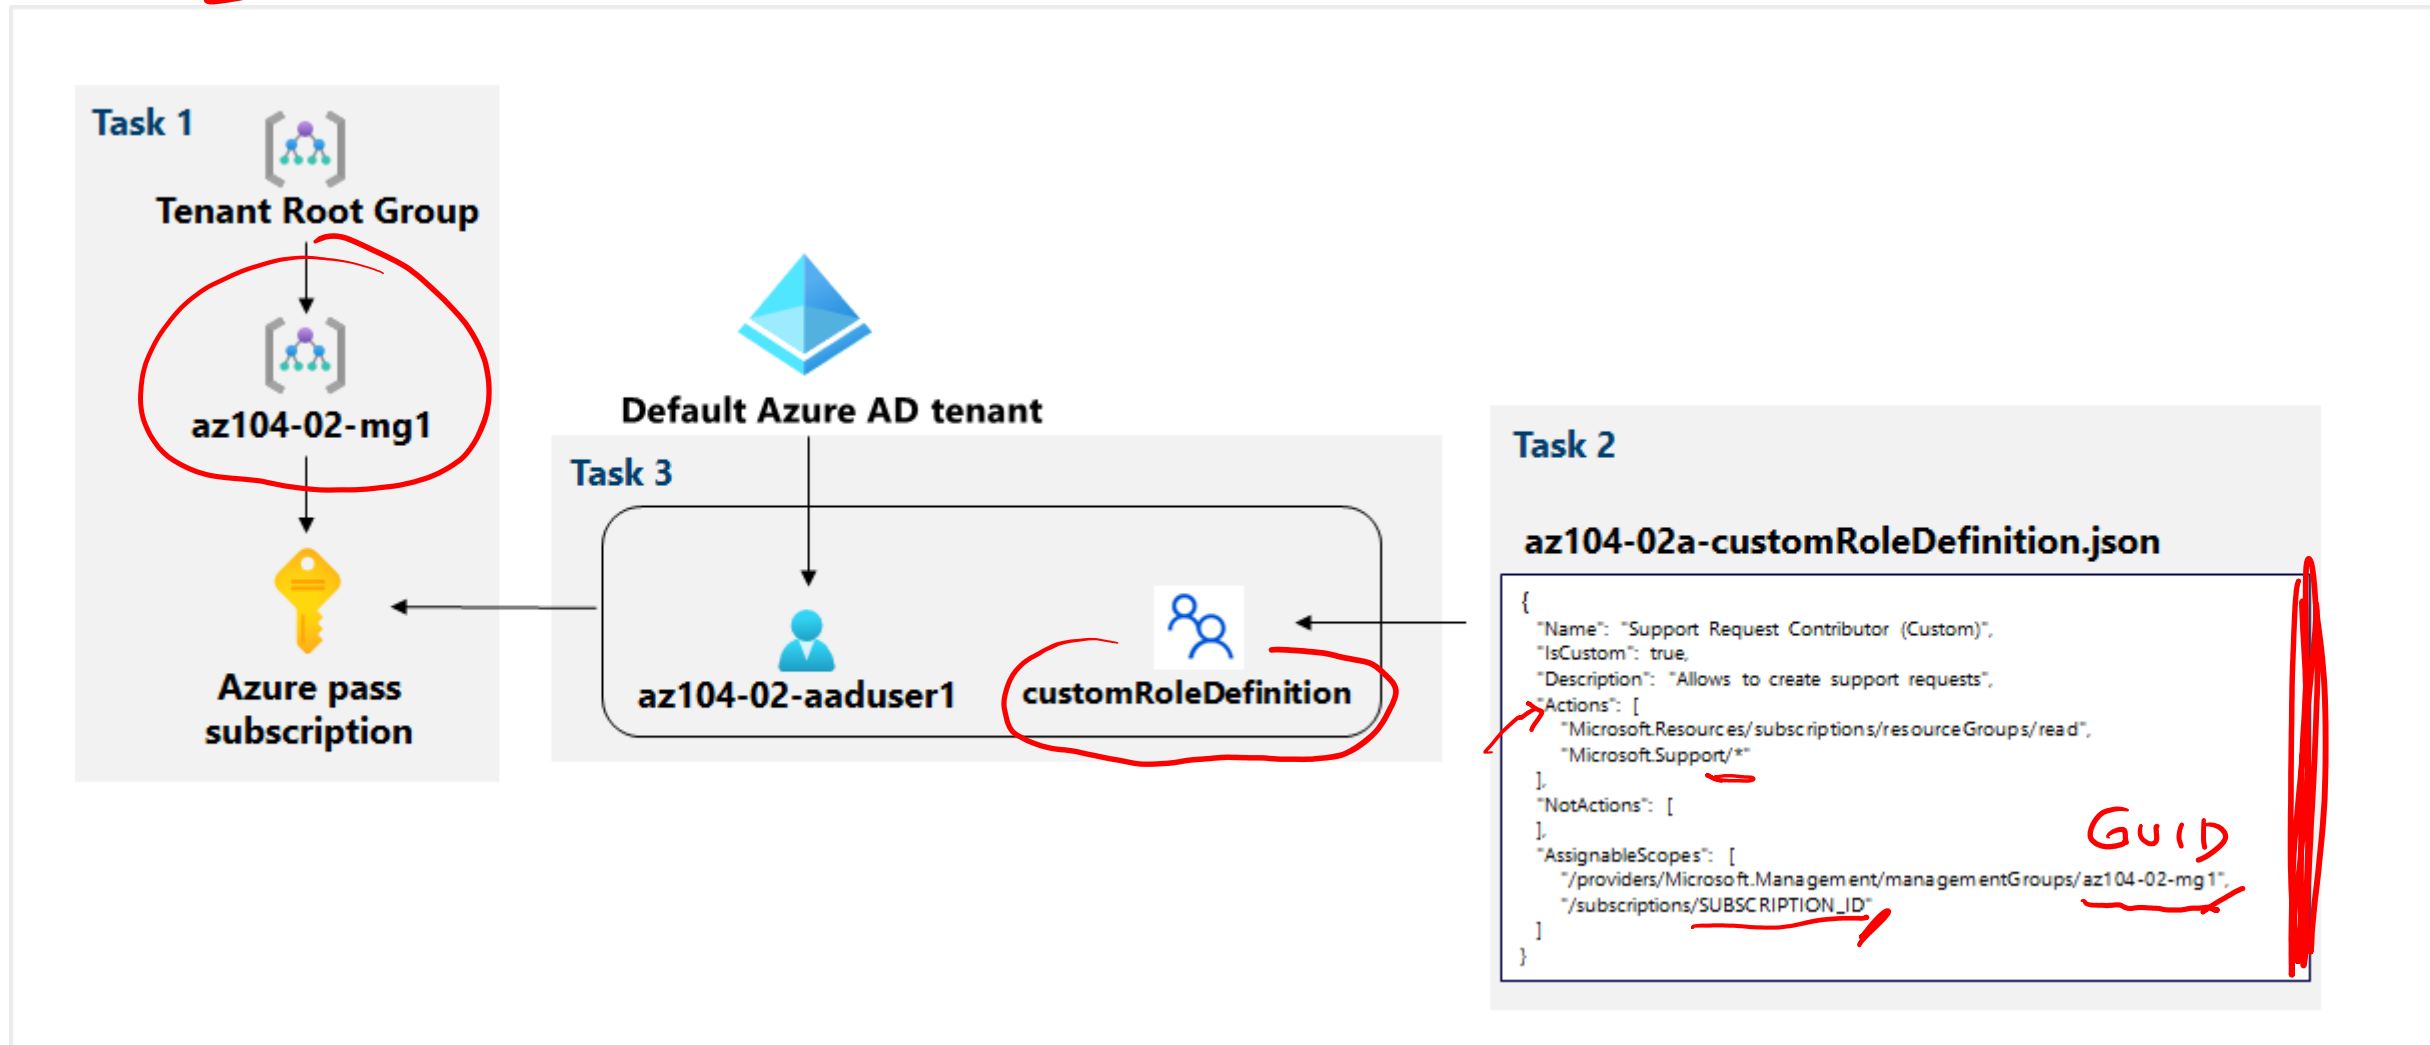 Task 1
Tenant Root Group
az104-02-mg1
Azure pass
subscription
Default Azure AD tenant
Task 3
az104-02-aaduser1
customRoleDefinition
Task 2
az104-02a-customRoleDefinition.json
{
"Name": "Support Request Contributor (Custom)",
"IsCustom": true,
"Description": "Allows to create support requests",
"Actions": [
"Microsoft.Resources/subscriptions/resourceGroups/read",
"Microsoft.Support/*"
],
"NotActions": [
],
GUID
"AssignableScopes": [
"/providers/Microsoft.Management/managementGroups/az104-02-mg1",
"/subscriptions/SUBSCRIPTION_ID"
]
}